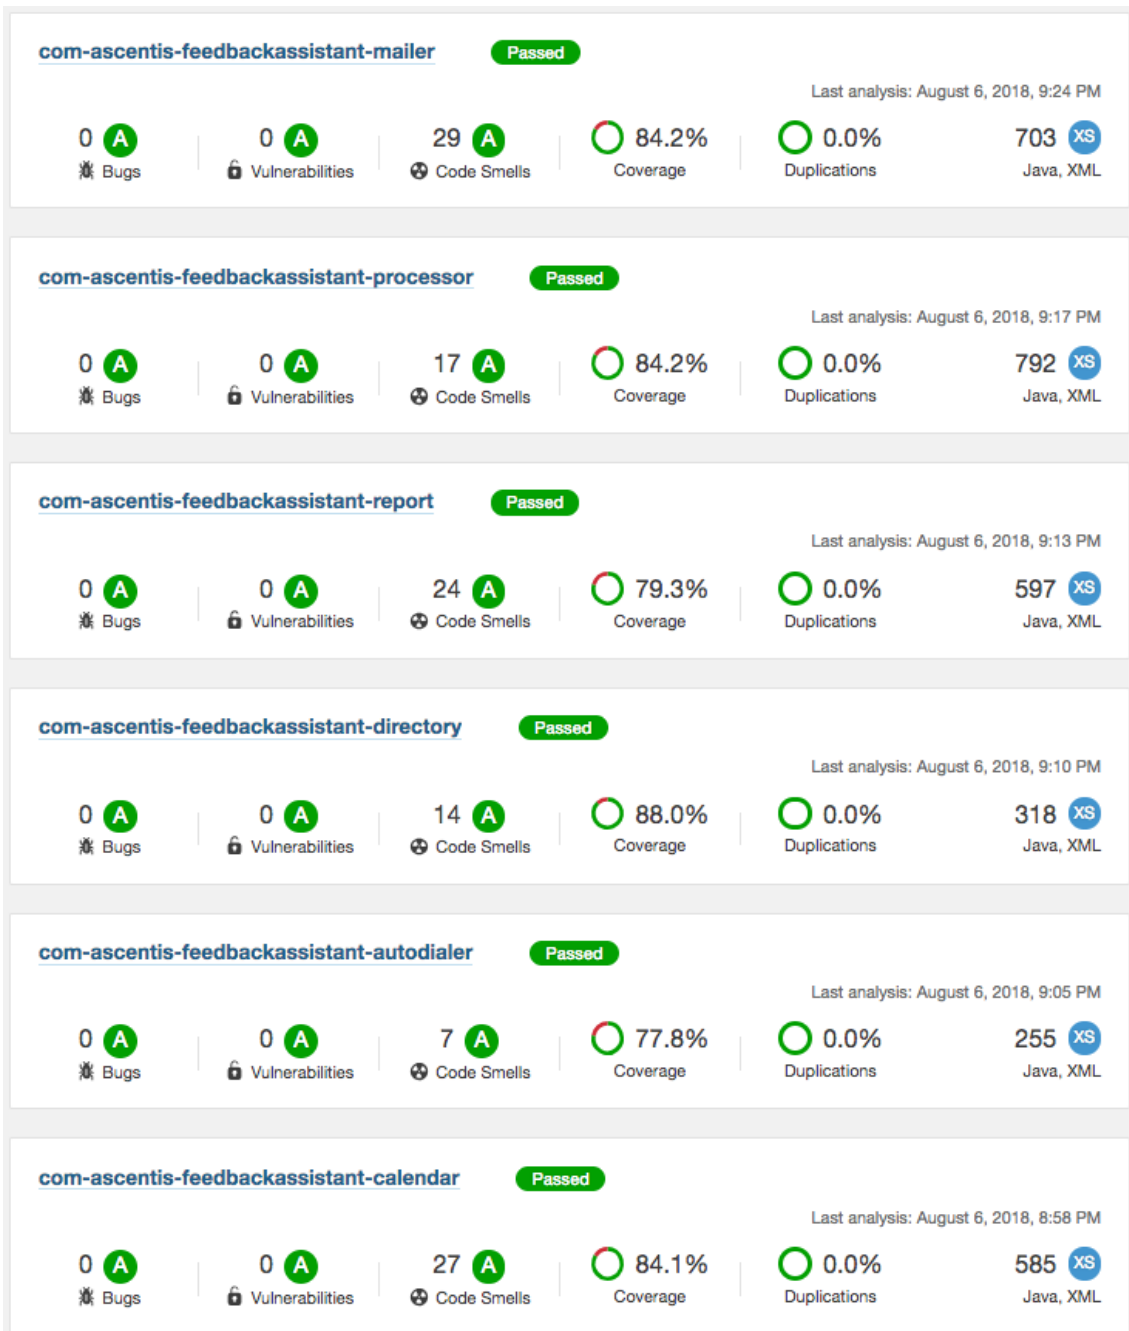 com-ascentis-feedbackassistant-mailer Passed
Last analysis: August 6, 2018, 9:24 PM
0 A 0 A 29 A 84.2% 0.0% 703 XS
Bugs Vulnerabilities Code Smells Coverage Duplications Java, XML
com-ascentis-feedbackassistant-processor Passed
Last analysis: August 6, 2018, 9:17 PM
0 A 0 A 17 A 84.2% 0.0% 792 XS
Bugs Vulnerabilities Code Smells Coverage Duplications Java, XML
com-ascentis-feedbackassistant-report Passed
Last analysis: August 6, 2018, 9:13 PM
0 A 0 A 24 A 79.3% 0.0% 597 XS
Bugs Vulnerabilities Code Smells Coverage Duplications Java, XML
com-ascentis-feedbackassistant-directory Passed
Last analysis: August 6, 2018, 9:10 PM
0 A 0 A 14 A 88.0% 0.0% 318 XS
Bugs Vulnerabilities Code Smells Coverage Duplications Java, XML
com-ascentis-feedbackassistant-autodialer Passed
Last analysis: August 6, 2018, 9:05 PM
0 A 0 A 7 A 77.8% 0.0% 255 XS
Bugs Vulnerabilities Code Smells Coverage Duplications Java, XML
com-ascentis-feedbackassistant-calendar Passed
Last analysis: August 6, 2018, 8:58 PM
0 A 0 A 27 A 84.1% 0.0% 585 XS
Bugs Vulnerabilities Code Smells Coverage Duplications Java, XML